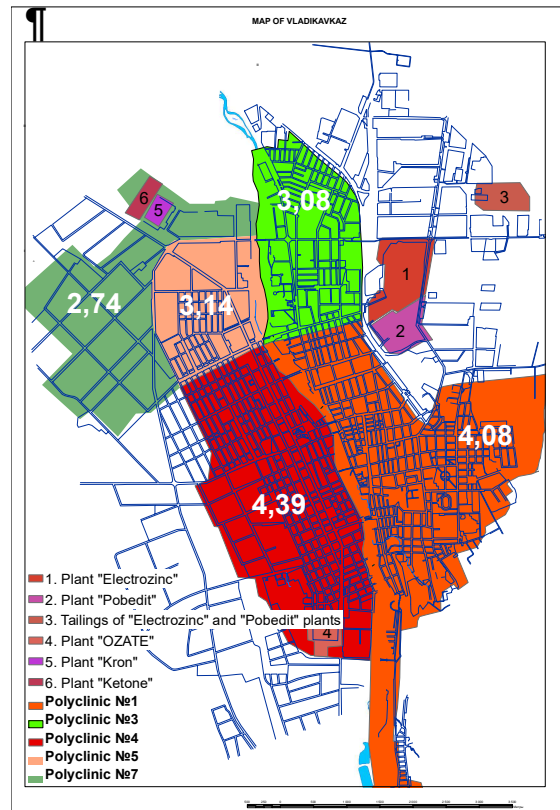 ¶
MAP OF VLADIKAVKAZ
3,08
3
6
5
1
2,74
3,14
2
4,08
4,39
1. Plant "Electrozinc"
2. Plant "Pobedit"
3. Tailings of "Electrozinc" and "Pobedit" plants
4. Plant "OZATE"
4
5. Plant "Kron"
6. Plant "Ketone"
Polyclinic №1
Polyclinic №3
Polyclinic №4
Polyclinic №5
Polyclinic №7